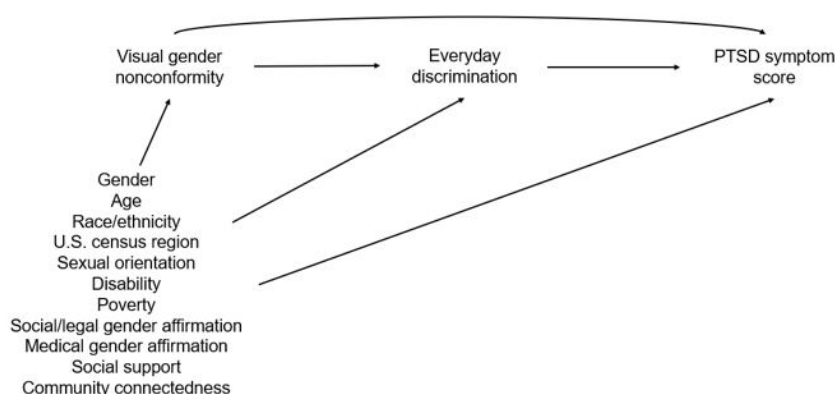 Visual gender
nonconformity
Everyday
discrimination
PTSD symptom
score
Gender
Age
Race/ethnicity
U.S. census region
Sexual orientation
Disability
Poverty
Social/legal gender affirmation
Medical gender affirmation
Social support
Community connectedness